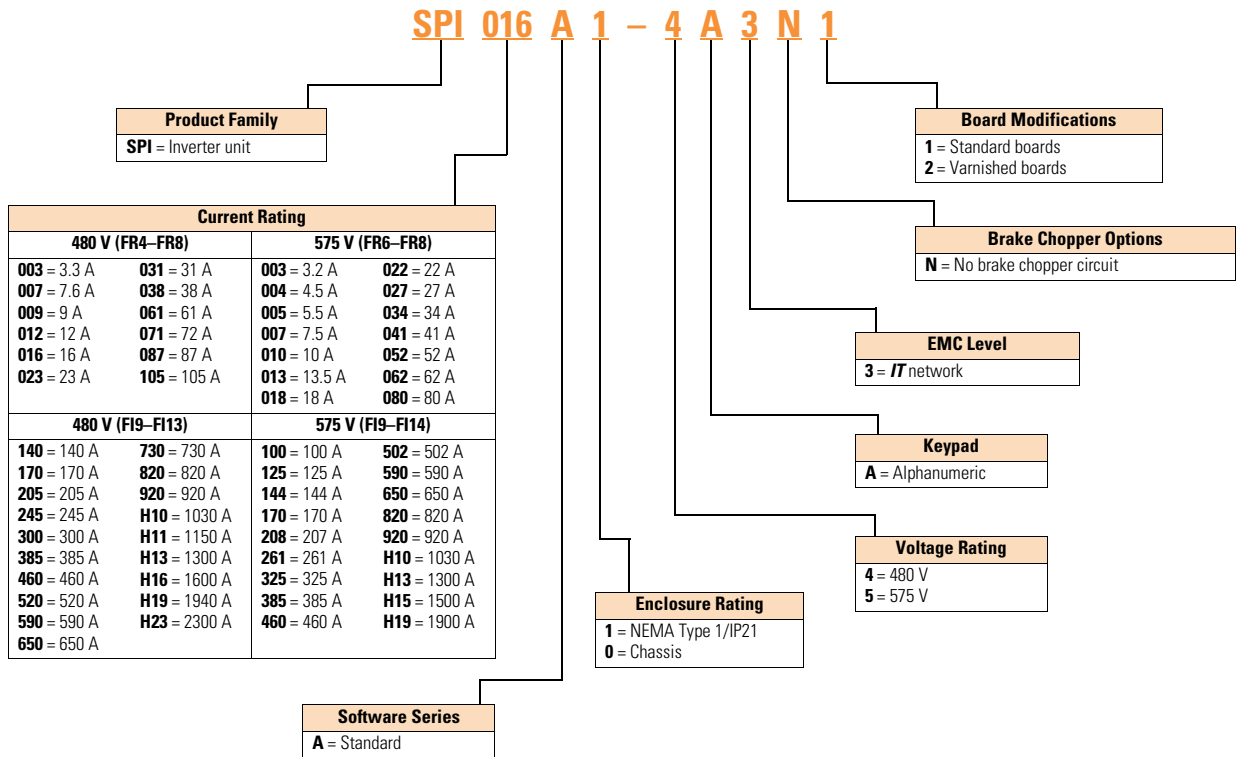 SPI 016 A 1 – 4 A 3 N 1
Product Family
SPI = Inverter unit
Current Rating
480 V (FR4–FR8)
003 = 3.3 A
007 = 7.6 A
009 = 9 A
012 = 12 A
016 = 16 A
023 = 23 A
031 = 31 A
038 = 38 A
061 = 61 A
071 = 72 A
087 = 87 A
105 = 105 A
575 V (FR6–FR8)
003 = 3.2 A
004 = 4.5 A
005 = 5.5 A
007 = 7.5 A
010 = 10 A
013 = 13.5 A
018 = 18 A
022 = 22 A
027 = 27 A
034 = 34 A
041 = 41 A
052 = 52 A
062 = 62 A
080 = 80 A
480 V (FI9–FI13)
140 = 140 A
170 = 170 A
205 = 205 A
245 = 245 A
300 = 300 A
385 = 385 A
460 = 460 A
520 = 520 A
590 = 590 A
650 = 650 A
730 = 730 A
820 = 820 A
920 = 920 A
H10 = 1030 A
H11 = 1150 A
H13 = 1300 A
H16 = 1600 A
H19 = 1940 A
H23 = 2300 A
575 V (FI9–FI14)
100 = 100 A
125 = 125 A
144 = 144 A
170 = 170 A
208 = 207 A
261 = 261 A
325 = 325 A
385 = 385 A
460 = 460 A
502 = 502 A
590 = 590 A
650 = 650 A
820 = 820 A
920 = 920 A
H10 = 1030 A
H13 = 1300 A
H15 = 1500 A
H19 = 1900 A
Software Series
A = Standard
Enclosure Rating
1 = NEMA Type 1/IP21
0 = Chassis
Voltage Rating
4 = 480 V
5 = 575 V
Keypad
A = Alphanumeric
EMC Level
3 = IT network
Brake Chopper Options
N = No brake chopper circuit
Board Modifications
1 = Standard boards
2 = Varnished boards